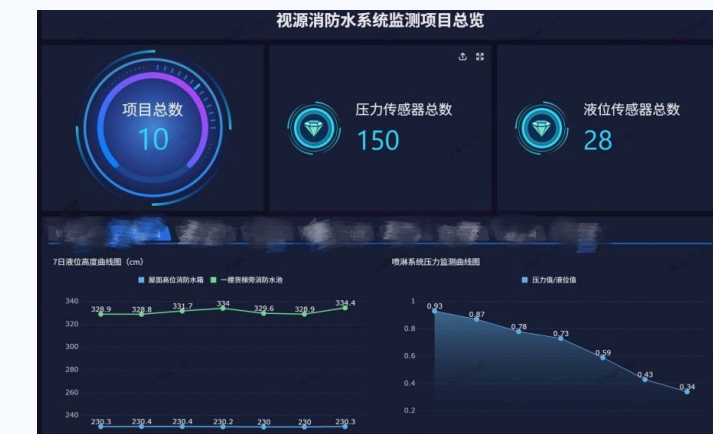 视源消防水系统监测项目总览
项目总数
10
压力传感器总数
150
液位传感器总数
28
7日液位高度曲线图（cm）
屋面高位消防水箱 一楼货梯旁消防水池
340
320
300
280
260
240
328.9 328.8 331.7 334 329.6 328.9 334.4
230.3 230.4 230.4 230.2 230 230 230.3
喷淋系统压力监测曲线图
压力值/液位值
1
0.8
0.6
0.4
0.2
0.93 0.87 0.78 0.73 0.59 0.43 0.34